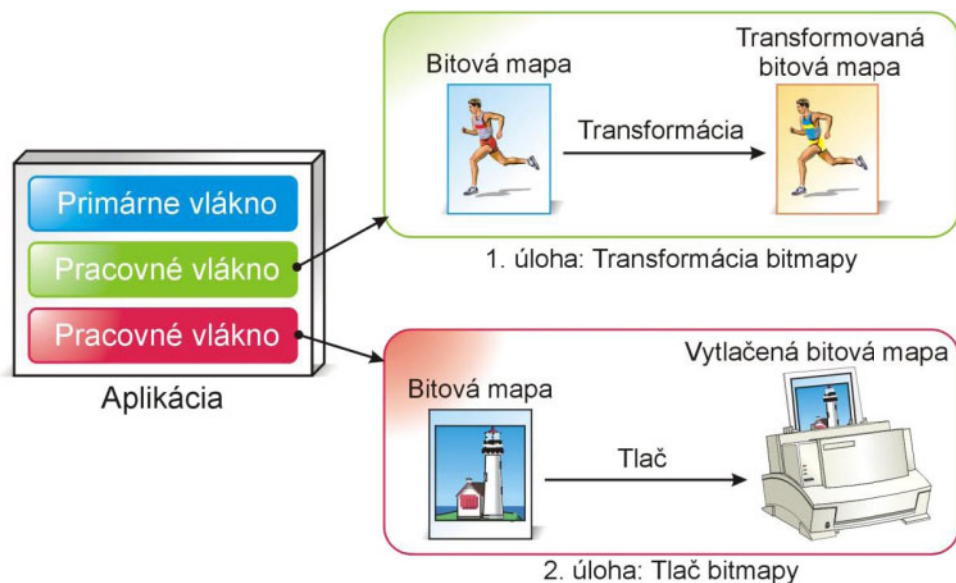 Primárne vlákno
Pracovné vlákno
Pracovné vlákno
Aplikácia
Bitová mapa
Transformácia
Transformovaná
bitová mapa
1. úloha: Transformácia bitmapy
Bitová mapa
Tlač
Vytlačená bitová mapa
2. úloha: Tlač bitmapy